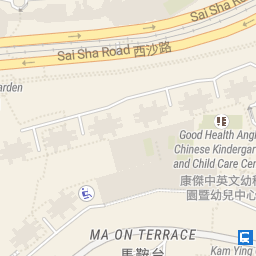 Sai Sha
Sai Sha Road 西沙路
arden
Good Health Angl
Chinese Kindergar
and Child Care Cen
康傑中英文幼稚
園暨幼兒中心
MA ON TERRACE
馬鞍台
Kam Ying C